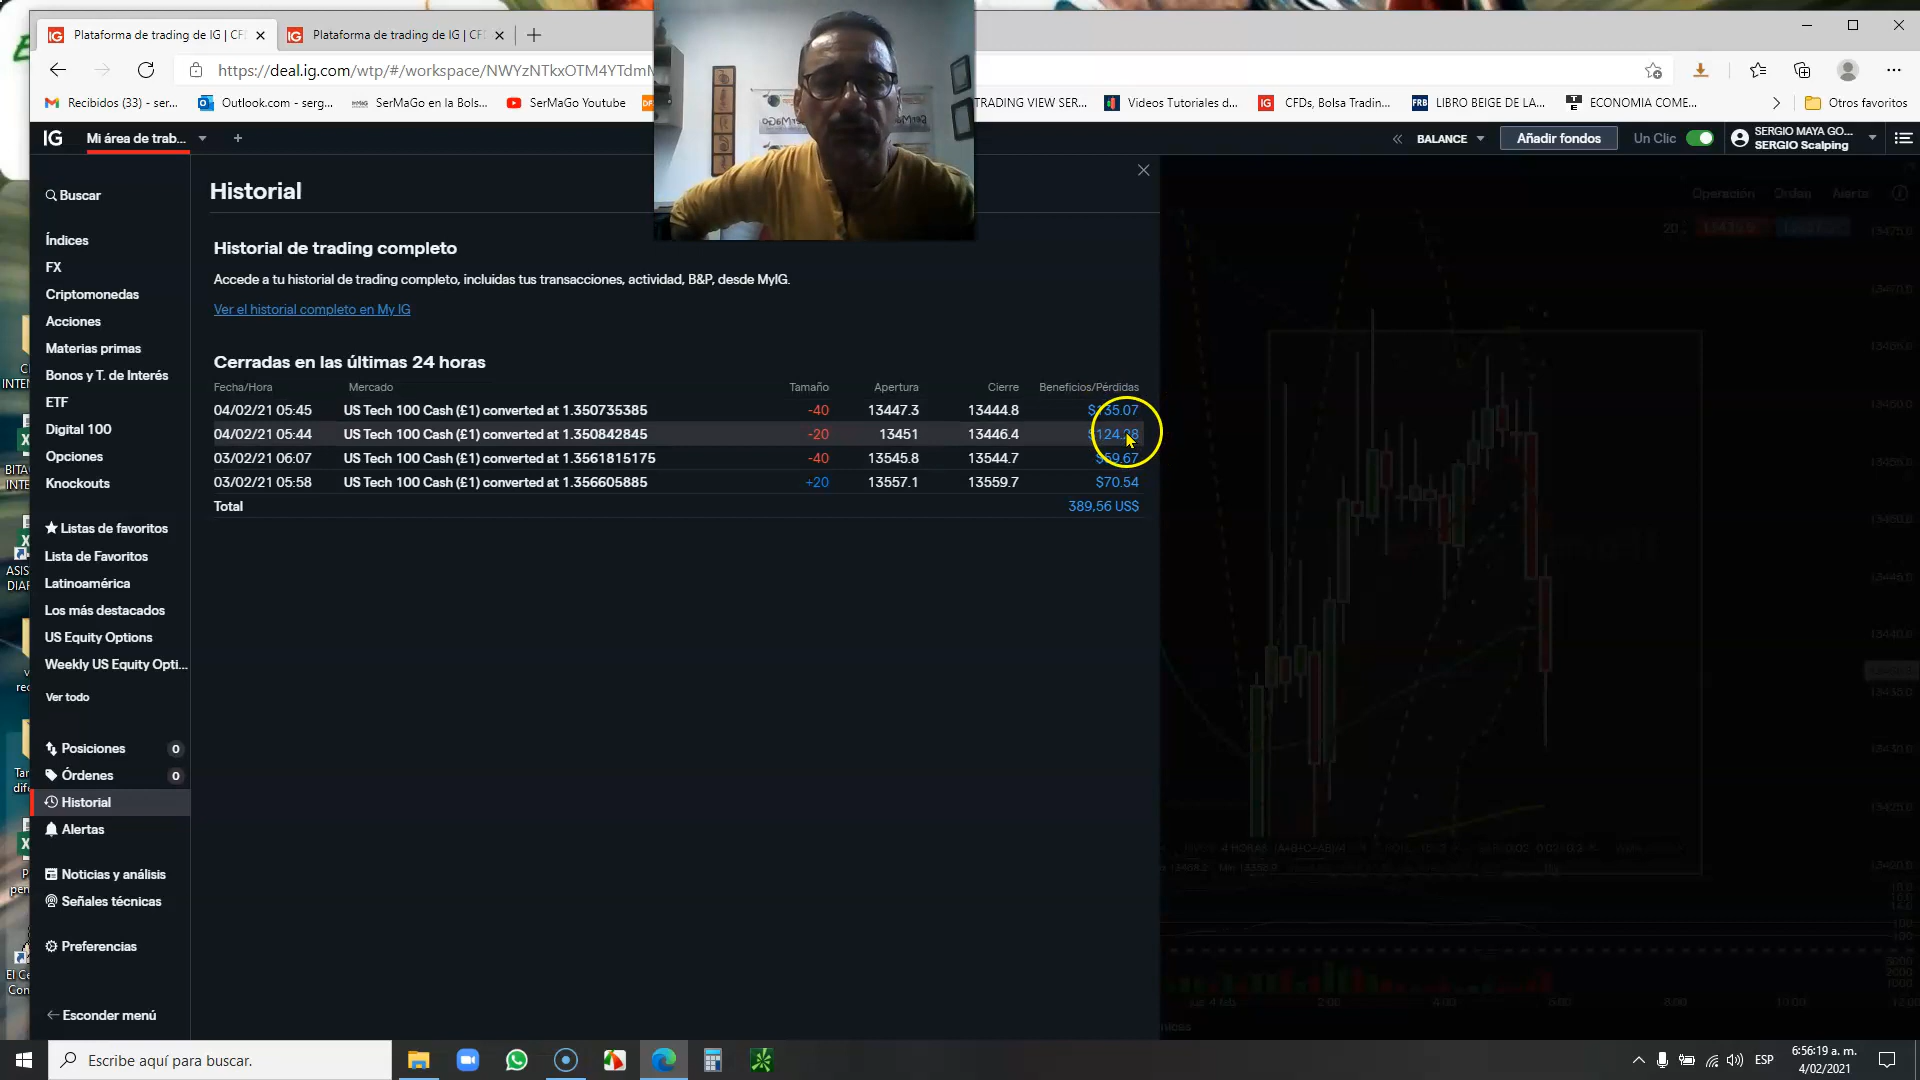 Plataforma de trading de IG | CF
Plataforma de trading de IG | CF
https://deal.ig.com/wtp/#/workspace/NWYzNTkxOTM4YTdmM
Recibidos (33) - ser...
Outlook.com - serg...
SerMaGo en la Bols...
SerMaGo Youtube
TRADING VIEW SER...
Videos Tutoriales d...
CFDs, Bolsa Tradin...
LIBRO BEIGE DE LA...
ECONOMIA COME...
Otros favoritos
IG
Mi área de trab...
BALANCE
Añadir fondos
Un Clic
SERGIO MAYA GO...
SERGIO Scalping
Buscar
Índices
FX
Criptomonedas
Acciones
Materias primas
Bonos y T. de Interés
ETF
Digital 100
Opciones
Knockouts
Listas de favoritos
Lista de Favoritos
Latinoamérica
Los más destacados
US Equity Options
Weekly US Equity Opti...
Ver todo
Posiciones 0
Órdenes 0
Historial
Alertas
Noticias y análisis
Señales técnicas
Preferencias
Esconder menú
Historial
Historial de trading completo
Accede a tu historial de trading completo, incluidas tus transacciones, actividad, B&P, desde MyIG.
Ver el historial completo en My IG
Cerradas en las últimas 24 horas
Fecha/Hora Mercado Tamaño Apertura Cierre Beneficios/Pérdidas
04/02/21 05:45 US Tech 100 Cash (£1) converted at 1.350735385 -40 13447.3 13444.8 $135.07
04/02/21 05:44 US Tech 100 Cash (£1) converted at 1.350842845 -20 13451 13446.4 $124.28
03/02/21 06:07 US Tech 100 Cash (£1) converted at 1.3561815175 -40 13545.8 13544.7 $59.67
03/02/21 05:58 US Tech 100 Cash (£1) converted at 1.356605885 +20 13557.1 13559.7 $70.54
Total 389,56 US$
Operación Orden Alerta
Escribe aquí para buscar.
ESP
6:56:19 a. m.
4/02/2021